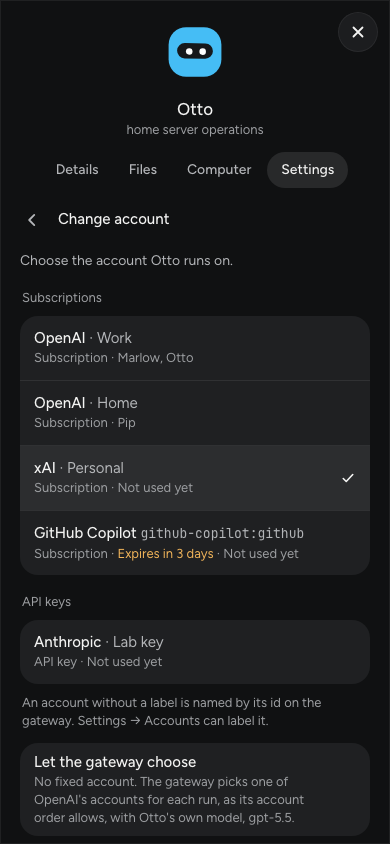 Otto
home server operations
Details Files Computer Settings
Change account
Choose the account Otto runs on.
Subscriptions
OpenAI · Work
Subscription · Marlow, Otto
OpenAI · Home
Subscription · Pip
xAI · Personal
Subscription · Not used yet
GitHub Copilot github-copilot:github
Subscription · Expires in 3 days · Not used yet
API keys
Anthropic · Lab key
API key · Not used yet
An account without a label is named by its id on the
gateway. Settings → Accounts can label it.
Let the gateway choose
No fixed account. The gateway picks one of
OpenAI's accounts for each run, as its account
order allows, with Otto's own model, gpt-5.5.